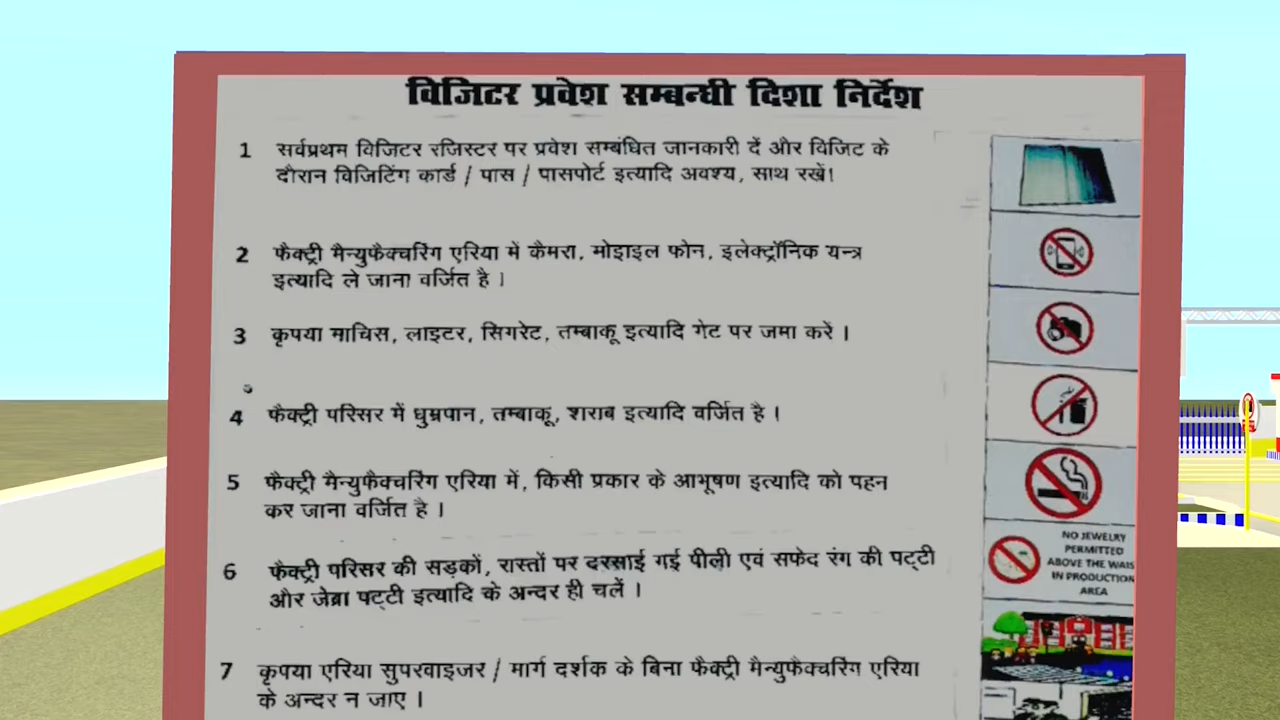 विजिटर प्रवेश सम्बन्धी दिशा निर्देश
1 सर्वप्रथम विजिटर रजिस्टर पर प्रवेश सम्बंधित जानकारी दें और विजिट के
दौरान विजिटिंग कार्ड / पास / पासपोर्ट इत्यादि अवश्य, साथ रखें।
2 फैक्ट्री मैन्युफैक्चरिंग एरिया में कैमरा, मोइाइल फोन, इलेक्ट्रॉनिक यन्त्र
इत्यादि ले जाना वर्जित है ।
3 कृपया माचिस, लाइटर, सिगरेट, तम्बाकू इत्यादि गेट पर जमा करें ।
4 फैक्ट्री परिसर में धुम्रपान, तम्बाकू, शराब इत्यादि वर्जित है ।
5 फैक्ट्री मैन्युफैक्चरिंग एरिया में, किसी प्रकार के आभूषण इत्यादि को पहन
कर जाना वर्जित है ।
6 फैक्ट्री परिसर की सड़कों, रास्तों पर दरसाई गई पीली एवं सफेद रंग की पट्टी
और जेब्रा पट्टी इत्यादि के अन्दर ही चलें ।
7 कृपया एरिया सुपरवाइजर / मार्ग दर्शक के बिना फैक्ट्री मैन्युफैक्चरिंग एरिया
के अन्दर न जाए ।
NO JEWELRY
PERMITTED
ABOVE THE WAIS
IN PRODUCTION
AREA